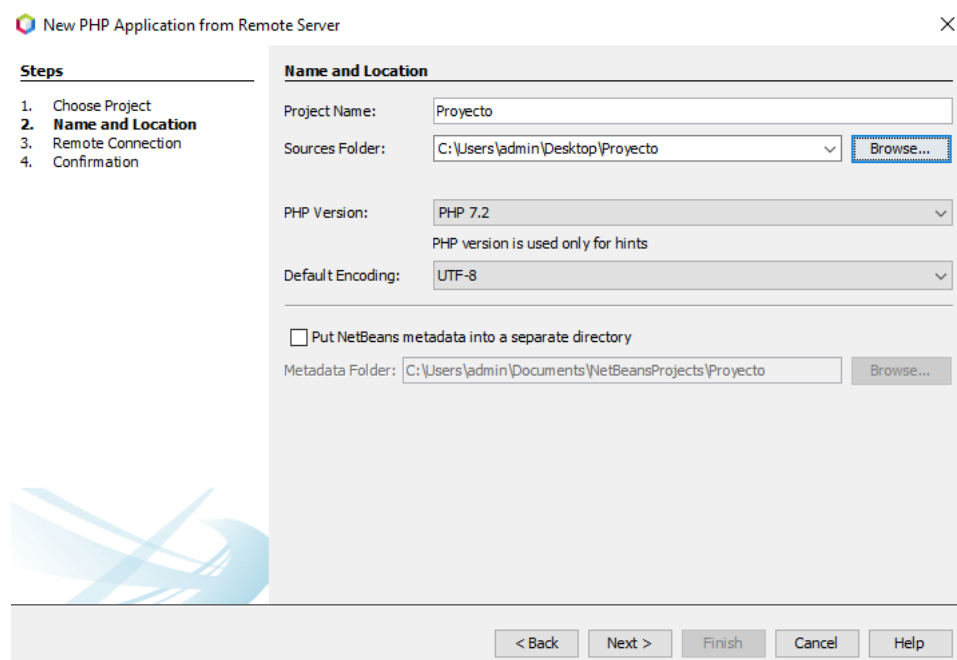 New PHP Application from Remote Server
Steps
1. Choose Project
2. Name and Location
3. Remote Connection
4. Confirmation
Name and Location
Project Name: Proyecto
Sources Folder: C:\Users\admin\Desktop\Proyecto Browse...
PHP Version: PHP 7.2
PHP version is used only for hints
Default Encoding: UTF-8
Put NetBeans metadata into a separate directory
Metadata Folder: C:\Users\admin\Documents\NetBeansProjects\Proyecto Browse...
< Back Next > Finish Cancel Help